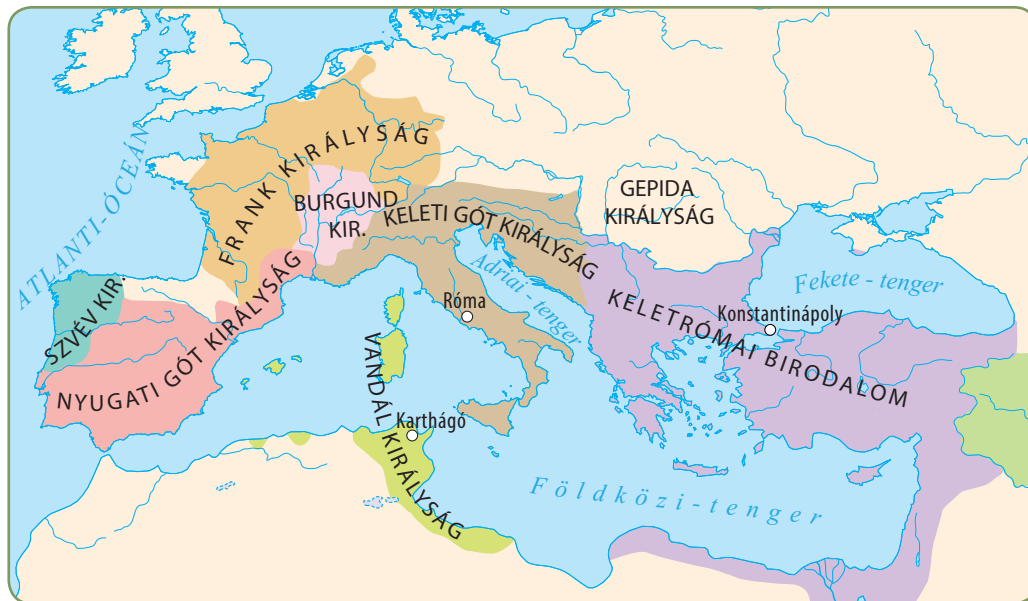 ATLANTI-ÓCEÁN
FRANK KIRÁLYSÁG
BURGUND
KIR.
KELETI GÓT KIRÁLYSÁG
GEPIDA
KIRÁLYSÁG
SZVÉV KIR.
NYUGATI GÓT KIRÁLYSÁG
Adriai-tenger
Róma
Fekete-tenger
Konstantinápoly
KELETRÓMAI BIRODALOM
VANDÁL KIRÁLYSÁG
Karthágó
Földközi-tenger